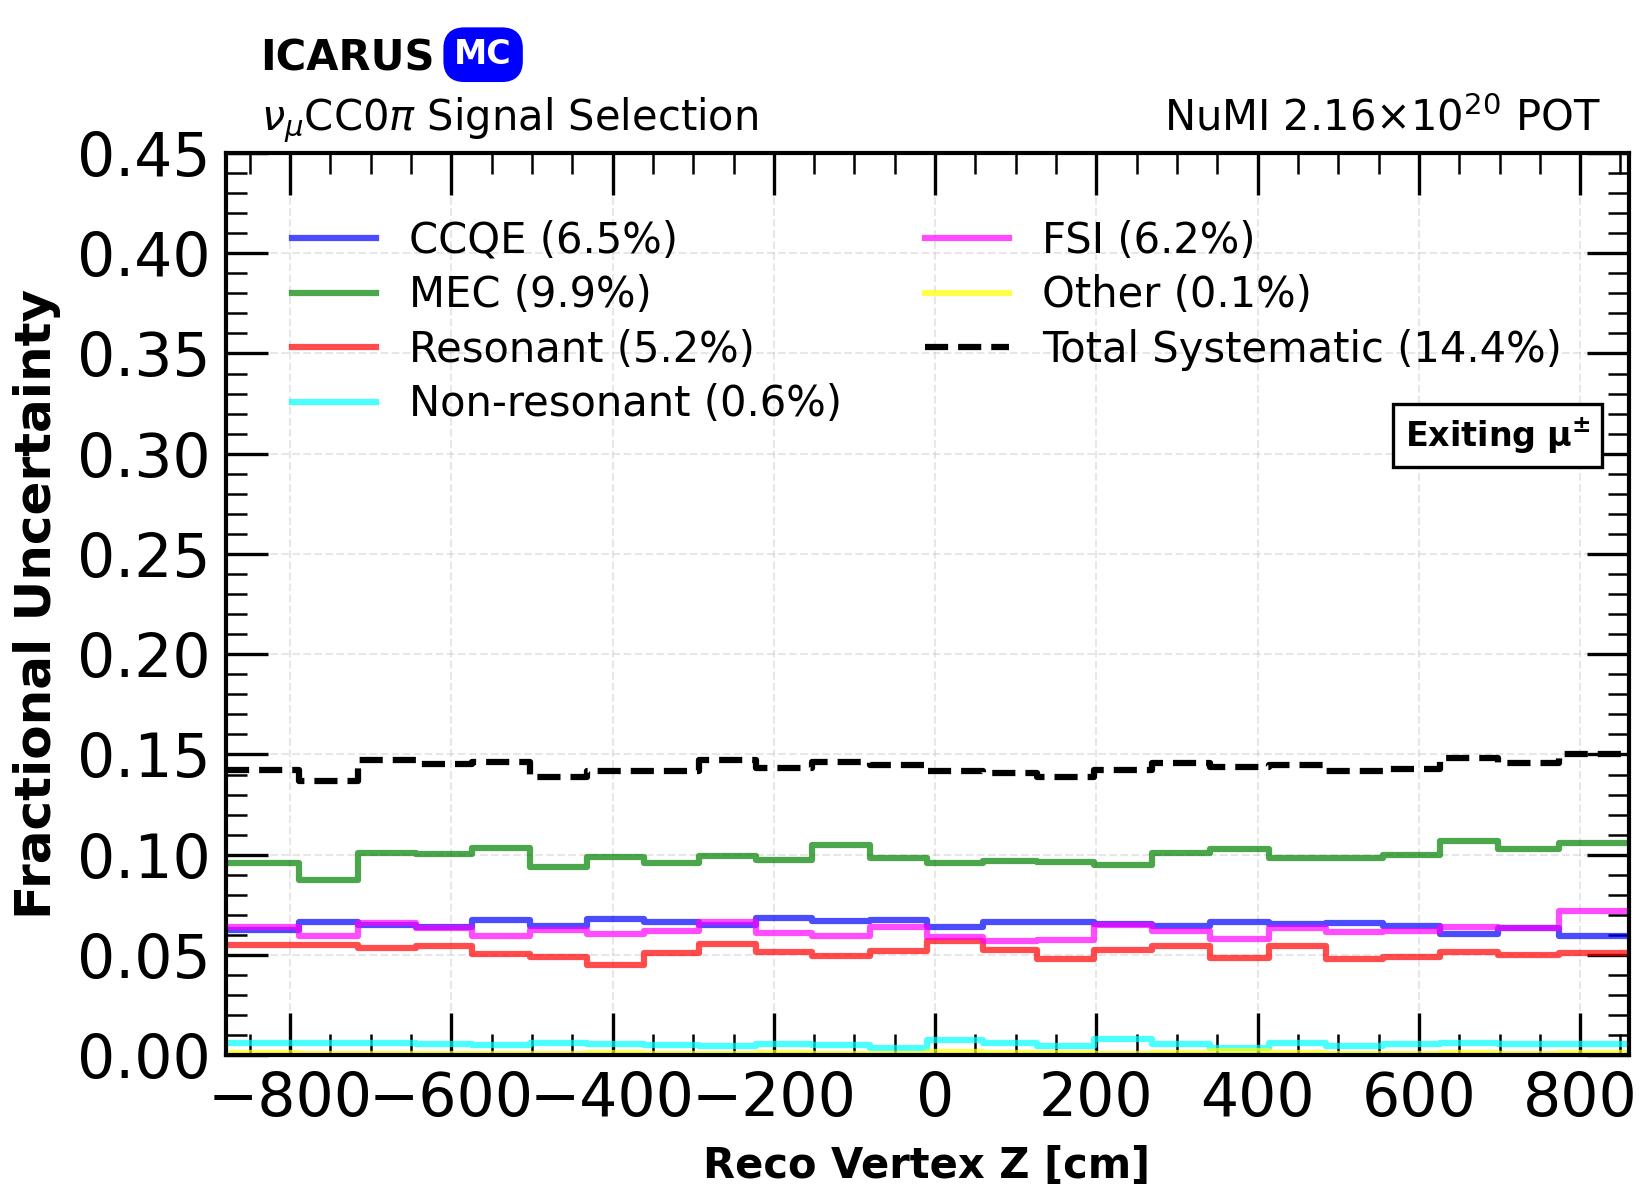 ICARUS MC
νμCC0π Signal Selection NuMI 2.16×10²⁰ POT
0.45
0.40
0.35
0.30
0.25
0.20
0.15
0.10
0.05
0.00
Fractional Uncertainty
CCQE (6.5%)
MEC (9.9%)
Resonant (5.2%)
Non-resonant (0.6%)
FSI (6.2%)
Other (0.1%)
Total Systematic (14.4%)
Exiting μ±
−800 −600 −400 −200 0 200 400 600 800
Reco Vertex Z [cm]